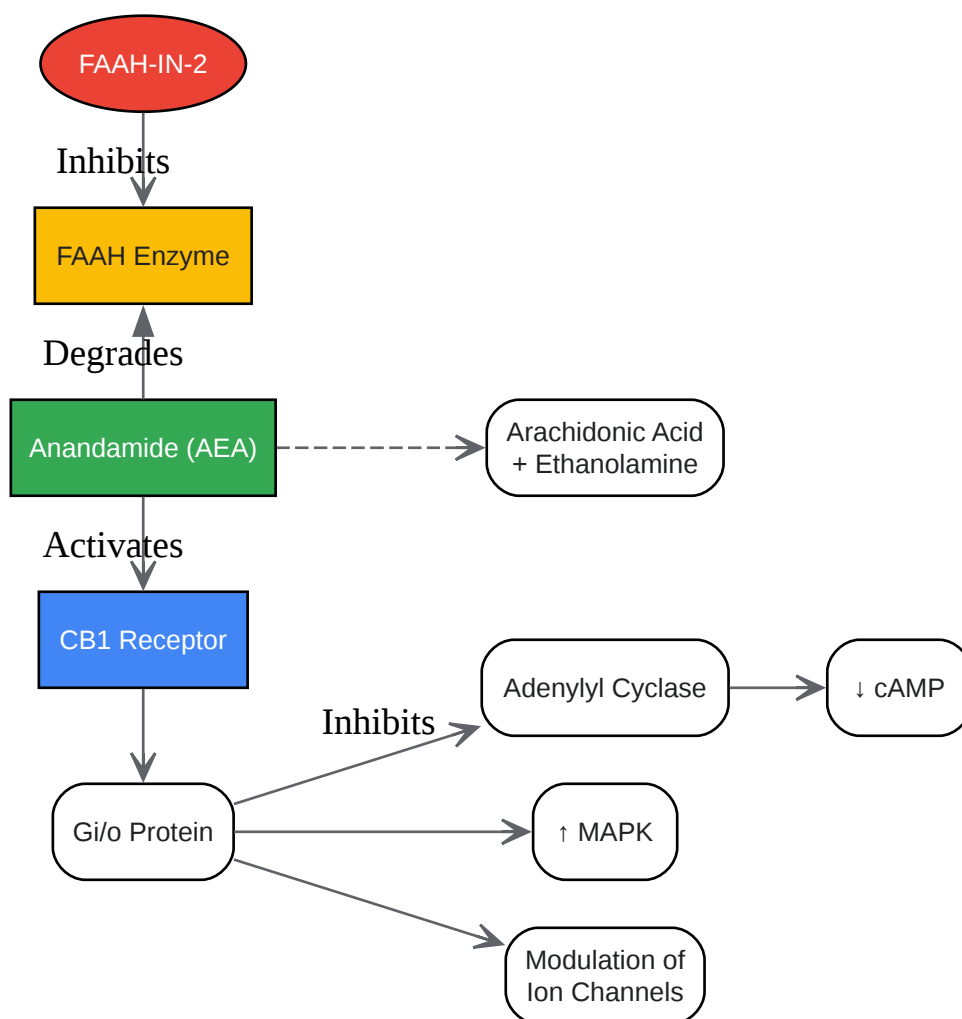 FAAH-IN-2
Inhibits
FAAH Enzyme
Degrades
Anandamide (AEA)
Arachidonic Acid
+ Ethanolamine
Activates
CB1 Receptor
Adenylyl Cyclase
↓ cAMP
Inhibits
Gi/o Protein
↑ MAPK
Modulation of
Ion Channels